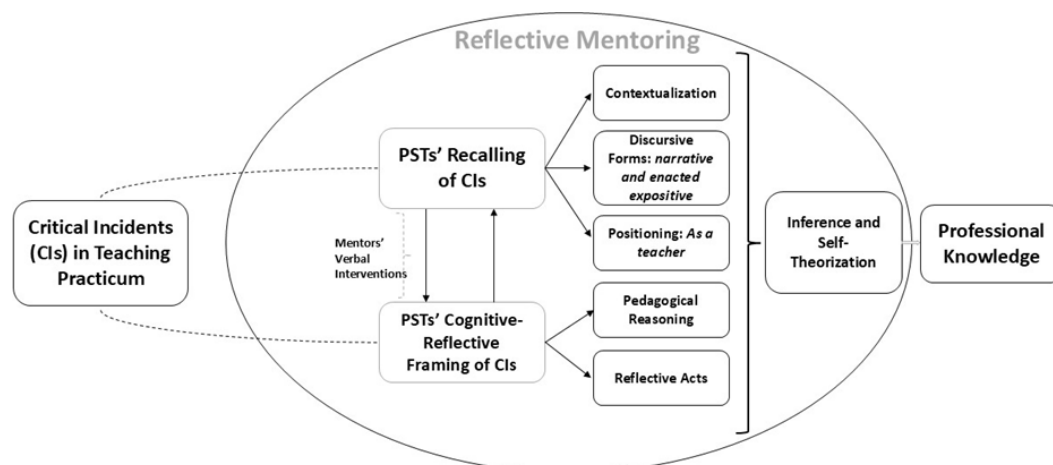 Reflective Mentoring
Critical Incidents
(CIs) in Teaching
Practicum
PSTs' Recalling
of CIs
Mentors'
Verbal
Interventions
PSTs' Cognitive-
Reflective
Framing of CIs
Contextualization
Discursive
Forms: narrative
and enacted
expositive
Positioning: As a
teacher
Pedagogical
Reasoning
Reflective Acts
Inference and
Self-
Theorization
Professional
Knowledge